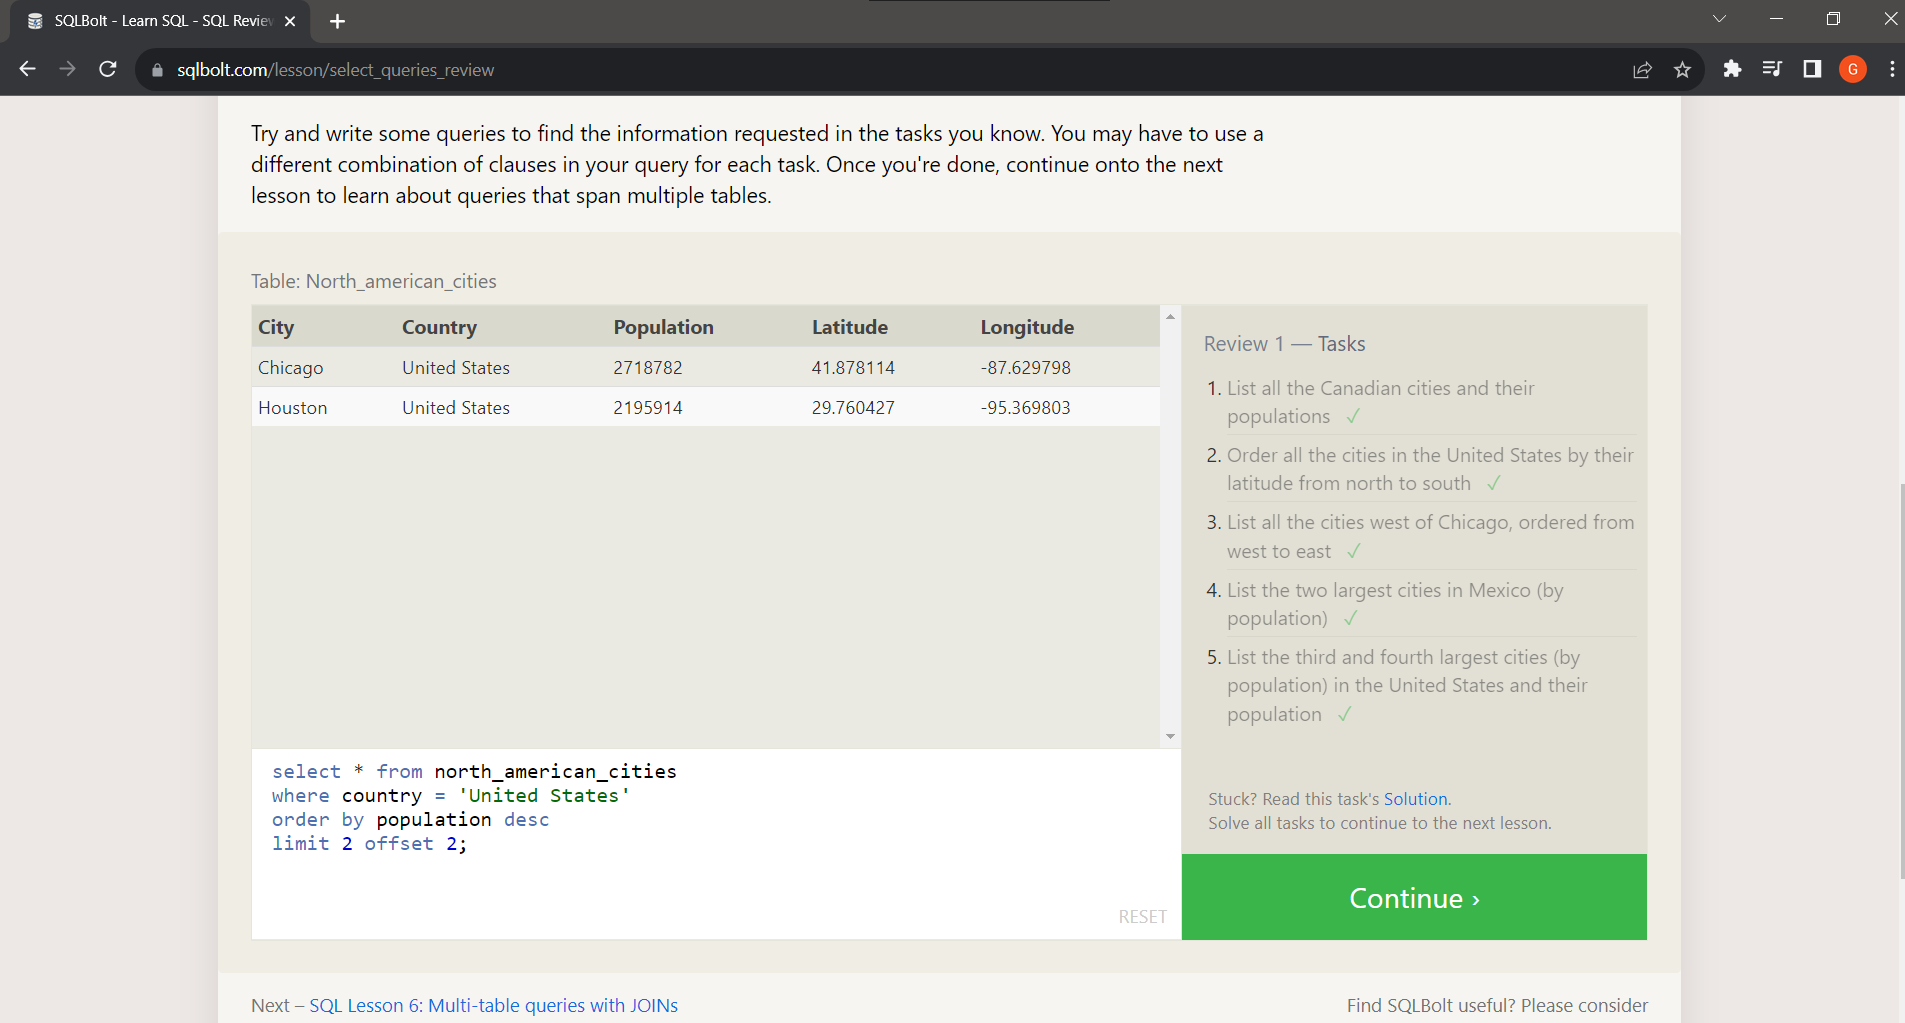 SQLBolt - Learn SQL - SQL Review
sqlbolt.com/lesson/select_queries_review
G
Try and write some queries to find the information requested in the tasks you know. You may have to use a
different combination of clauses in your query for each task. Once you're done, continue onto the next
lesson to learn about queries that span multiple tables.
Table: North_american_cities
City Country Population Latitude Longitude
Chicago United States 2718782 41.878114 -87.629798
Houston United States 2195914 29.760427 -95.369803
select * from north_american_cities
where country = 'United States'
order by population desc
limit 2 offset 2;
RESET
Review 1 — Tasks
1. List all the Canadian cities and their
populations ✓
2. Order all the cities in the United States by their
latitude from north to south ✓
3. List all the cities west of Chicago, ordered from
west to east ✓
4. List the two largest cities in Mexico (by
population) ✓
5. List the third and fourth largest cities (by
population) in the United States and their
population ✓
Stuck? Read this task's Solution.
Solve all tasks to continue to the next lesson.
Continue ›
Next – SQL Lesson 6: Multi-table queries with JOINs
Find SQLBolt useful? Please consider